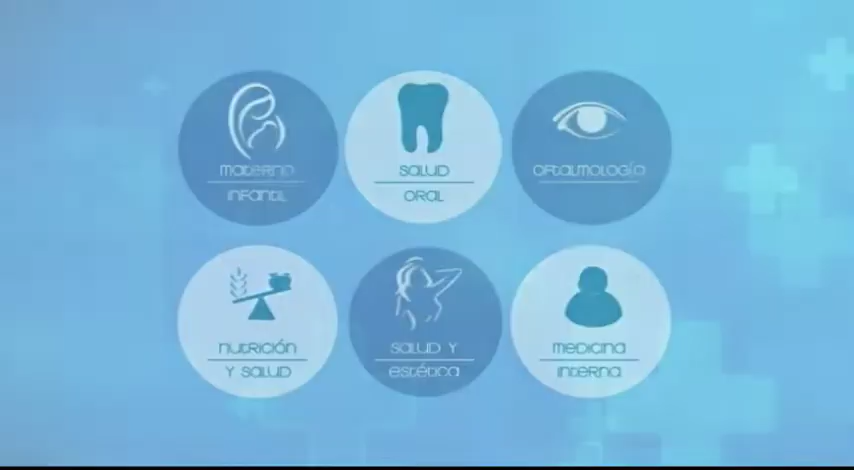 MATERNO
INFANTIL
SALUD
ORAL
OFTALMOLOGÍA
NUTRICIÓN
Y SALUD
SALUD Y
ESTÉTICA
MEDICINA
INTERNA